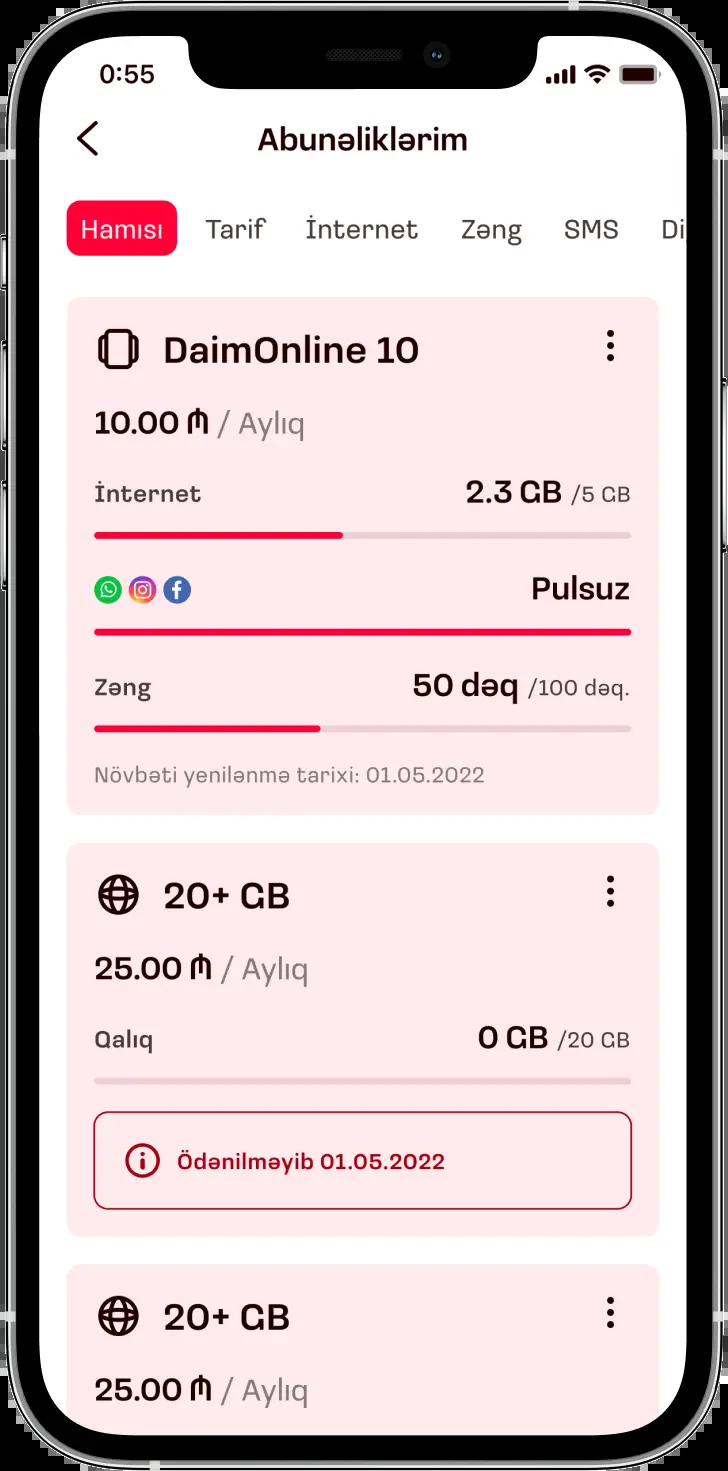 0:55
Abunəliklərim
Hamısı Tarif İnternet Zəng SMS Di
DaimOnline 10
10.00 ₼ / Aylıq
İnternet 2.3 GB /5 GB
Pulsuz
Zəng 50 dəq /100 dəq.
Növbəti yenilənmə tarixi: 01.05.2022
20+ GB
25.00 ₼ / Aylıq
Qalıq 0 GB /20 GB
Ödənilməyib 01.05.2022
20+ GB
25.00 ₼ / Aylıq